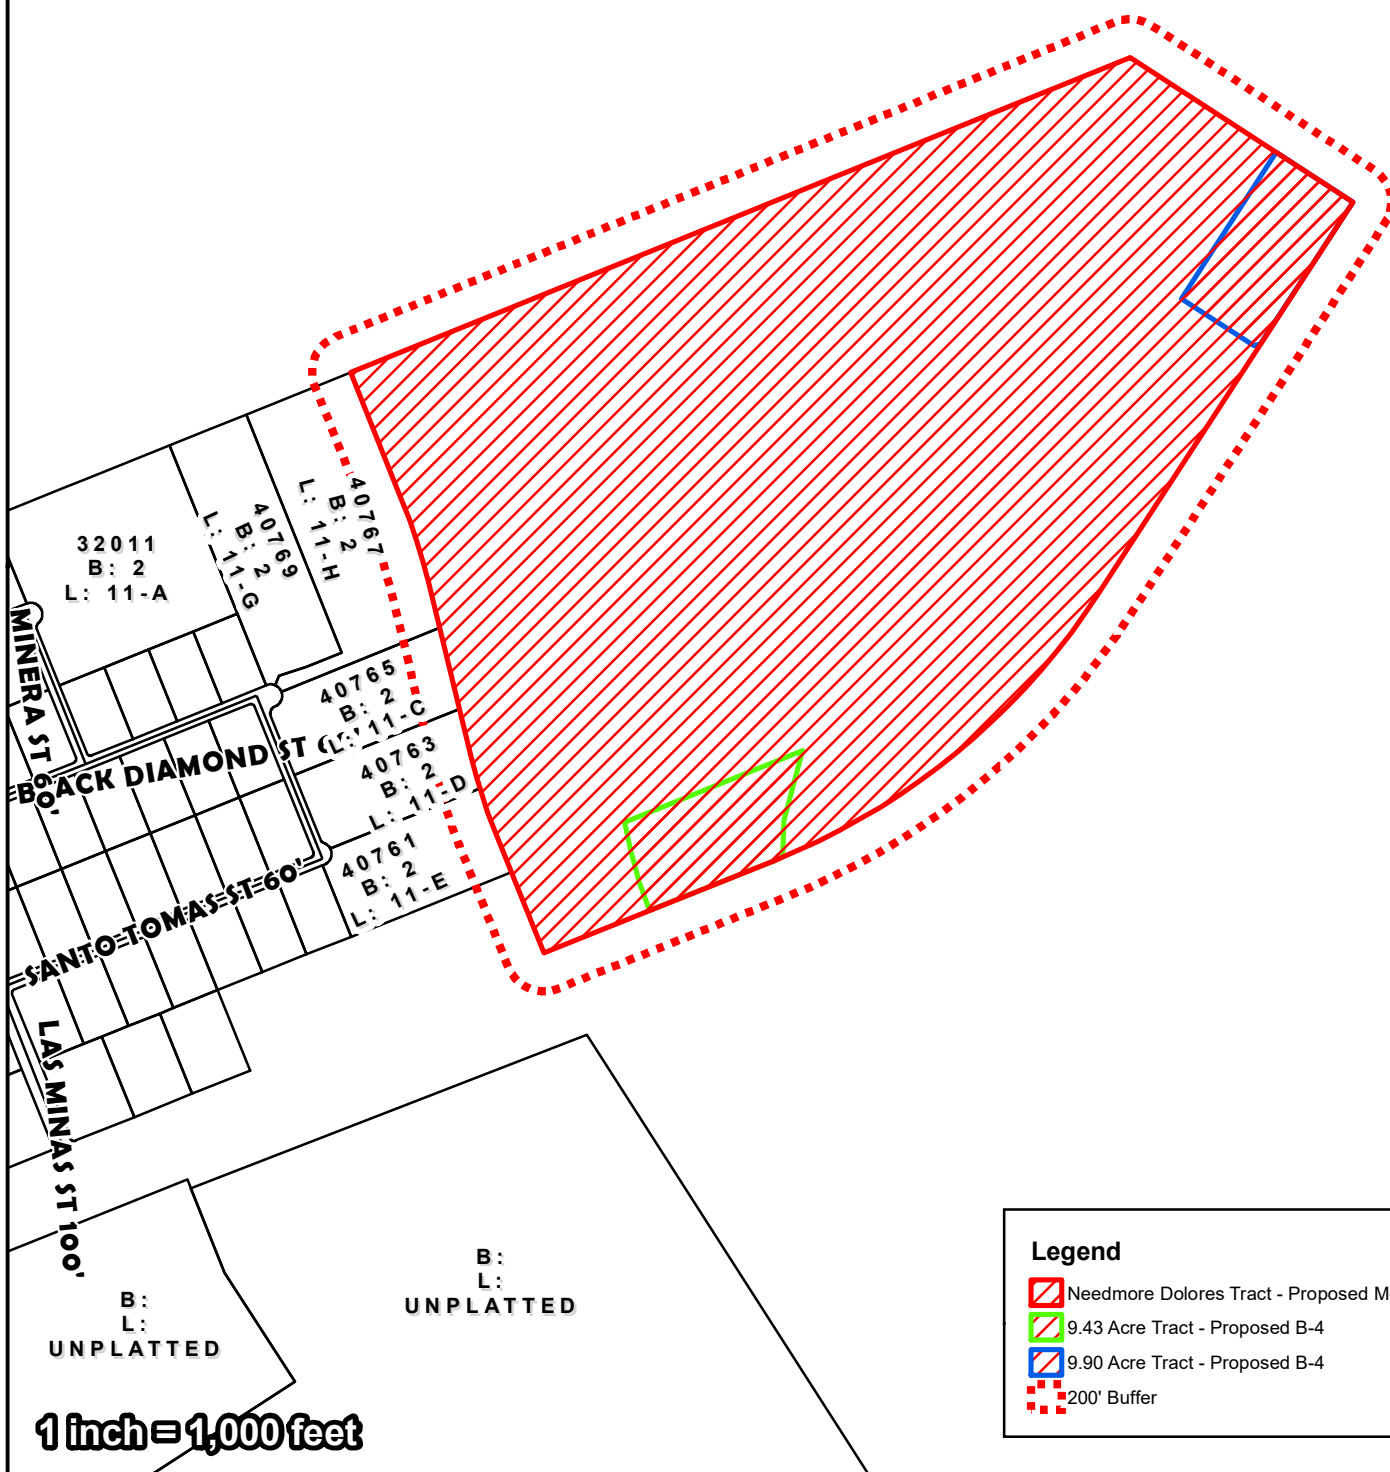 40767
B: 2
L: 11-H
40769
B: 2
L: 11-G
32011
B: 2
L: 11-A
MINERA ST 60'
40765
B: 2
L: 11-C
BLACK DIAMOND ST 60'
40763
B: 2
L: 11-D
40761
B: 2
L: 11-E
SANTO TOMAS ST 60'
LAS MINAS ST 100'
B:
L:
UNPLATTED
B:
L:
UNPLATTED
Legend
Needmore Dolores Tract - Proposed M
9.43 Acre Tract - Proposed B-4
9.90 Acre Tract - Proposed B-4
200' Buffer
1 inch = 1,000 feet